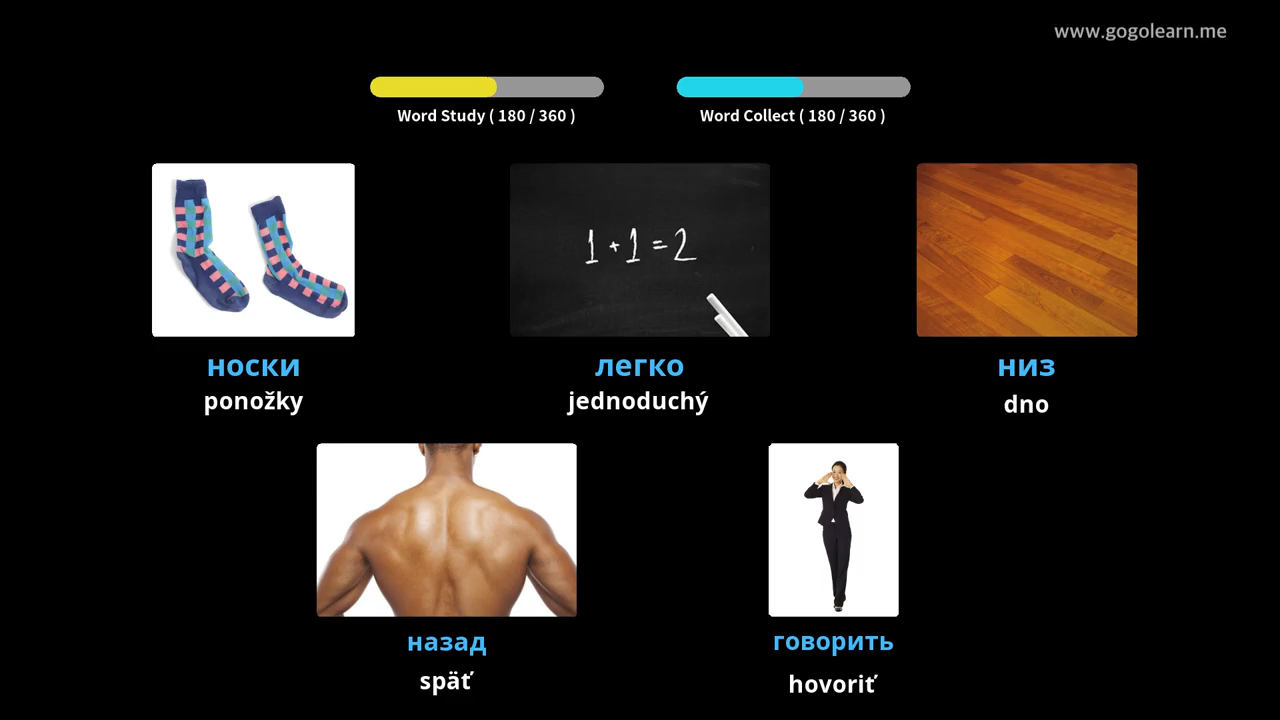 www.gogolearn.me
Word Study ( 180 / 360 )
Word Collect ( 180 / 360 )
1 + 1 = 2
носки
ponožky
легко
jednoduchý
низ
dno
назад
späť
говорить
hovoriť